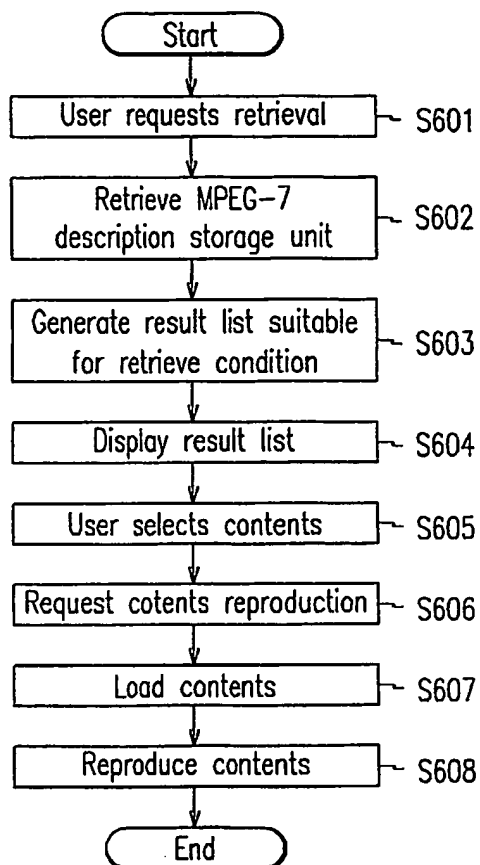 Start
User requests retrieval
S601
Retrieve MPEG-7
description storage unit
S602
Generate result list suitable
for retrieve condition
S603
Display result list
S604
User selects contents
S605
Request cotents reproduction
S606
Load contents
S607
Reproduce contents
S608
End